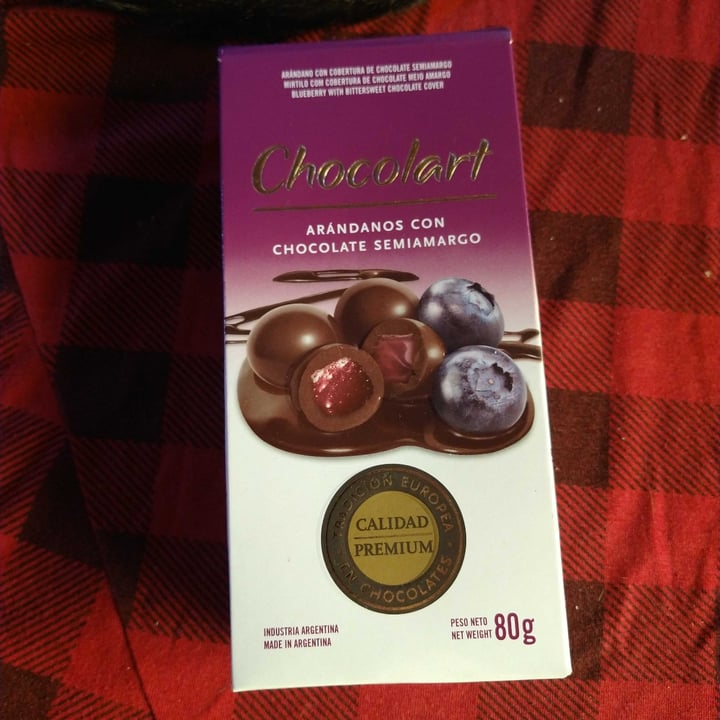 ARÁNDANO CON COBERTURA DE CHOCOLATE SEMIAMARGO
MIRTILO COM COBERTURA DE CHOCOLATE MEIO AMARGO
BLUEBERRY WITH BITTERSWEET CHOCOLATE COVER
Chocolart
ARÁNDANOS CON
CHOCOLATE SEMIAMARGO
TRADICIÓN EUROPEA
CALIDAD
PREMIUM
EN CHOCOLATES
INDUSTRIA ARGENTINA
MADE IN ARGENTINA
PESO NETO
NET WEIGHT 80g